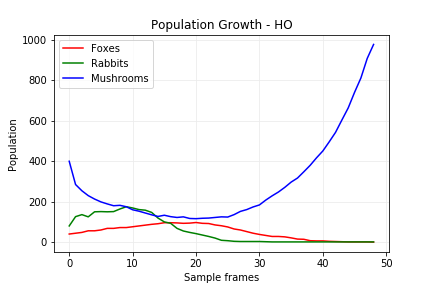 Population Growth - HO
1000
800
600
400
200
0
Population
Foxes
Rabbits
Mushrooms
0
10
20
30
40
50
Sample frames